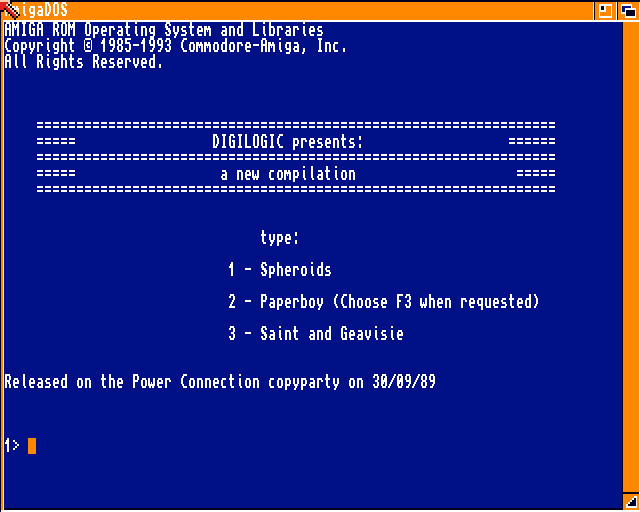 AmigaDOS
AMIGA ROM Operating System and Libraries
Copyright © 1985-1993 Commodore-Amiga, Inc.
All Rights Reserved.
=================================================================
===== DIGILOGIC presents: ======
=================================================================
===== a new compilation =====
=================================================================
type:
1 - Spheroids
2 - Paperboy (Choose F3 when requested)
3 - Saint and Geavisie
Released on the Power Connection copyparty on 30/09/89
1>